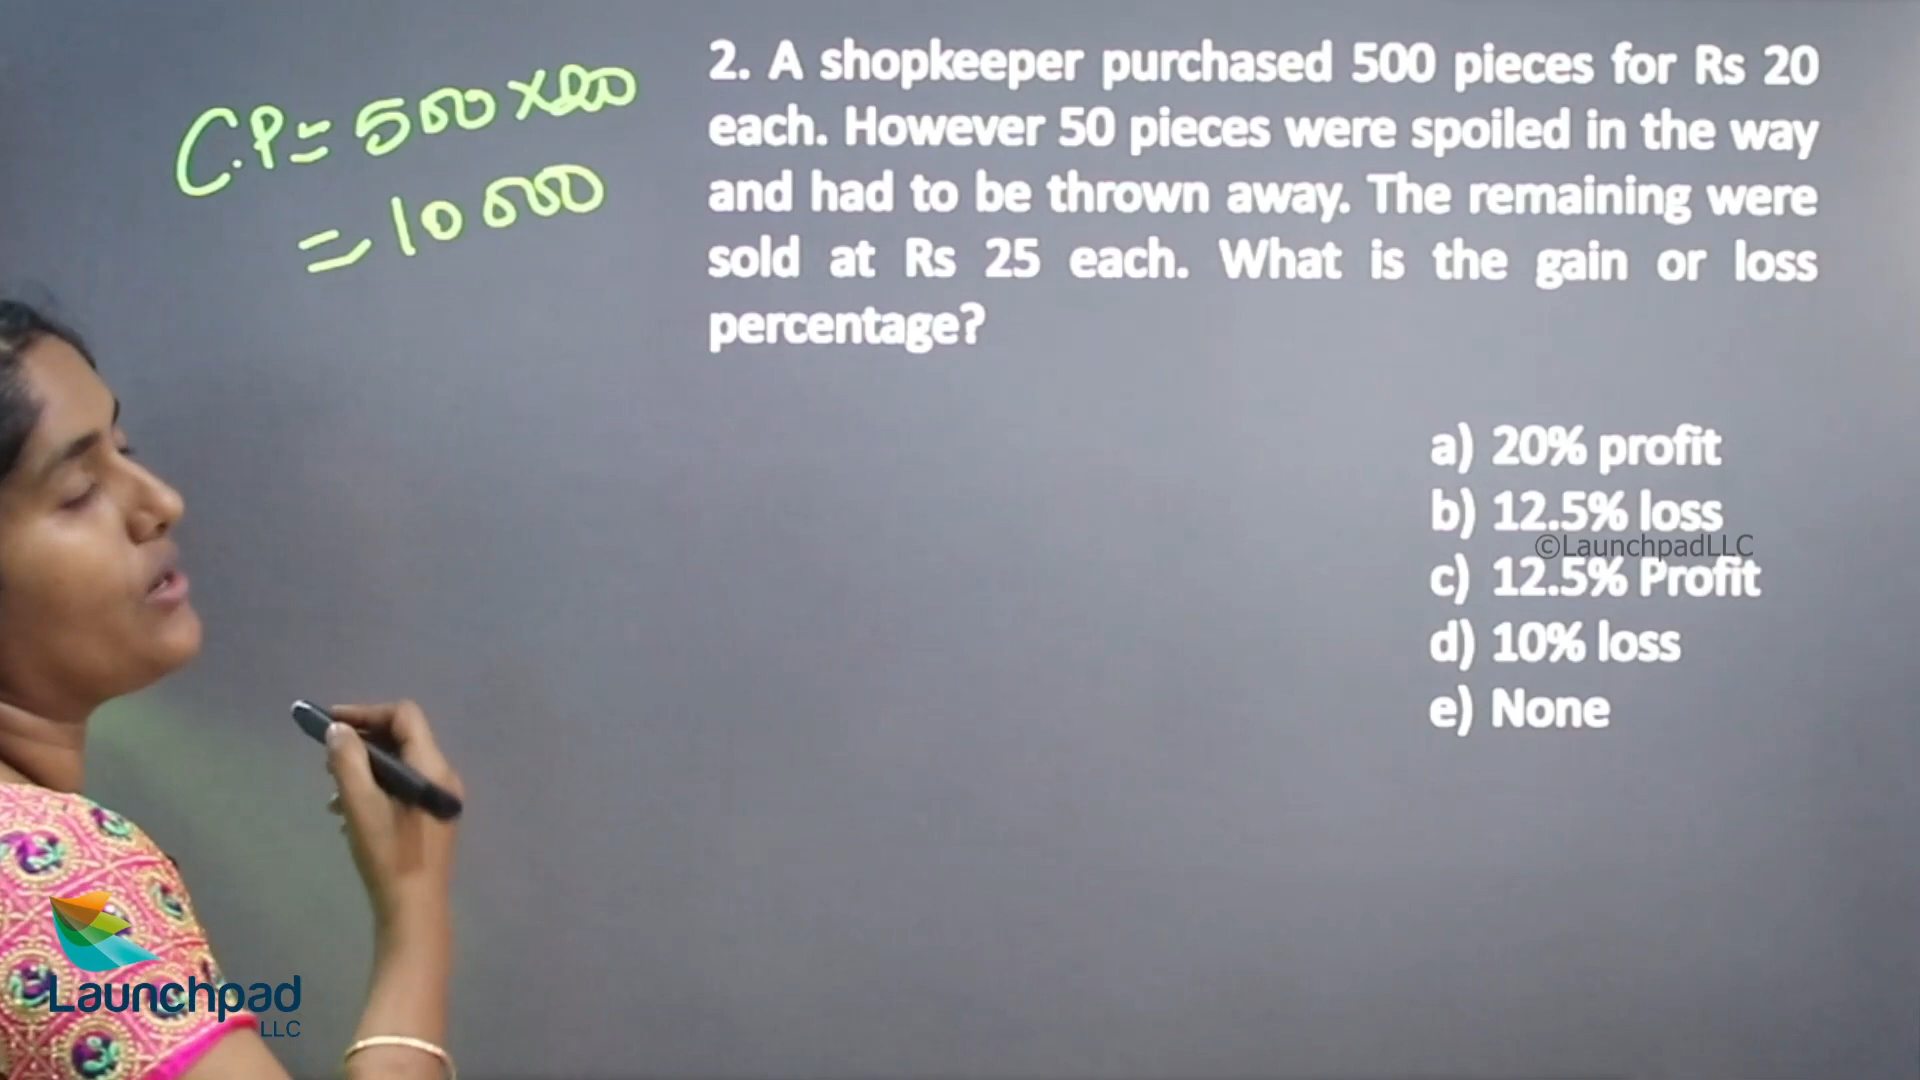 C.P = 500 x 20
= 10000
2. A shopkeeper purchased 500 pieces for Rs 20
each. However 50 pieces were spoiled in the way
and had to be thrown away. The remaining were
sold at Rs 25 each. What is the gain or loss
percentage?
a) 20% profit
b) 12.5% loss
©LaunchpadLLC
c) 12.5% Profit
d) 10% loss
e) None
Launchpad
LLC